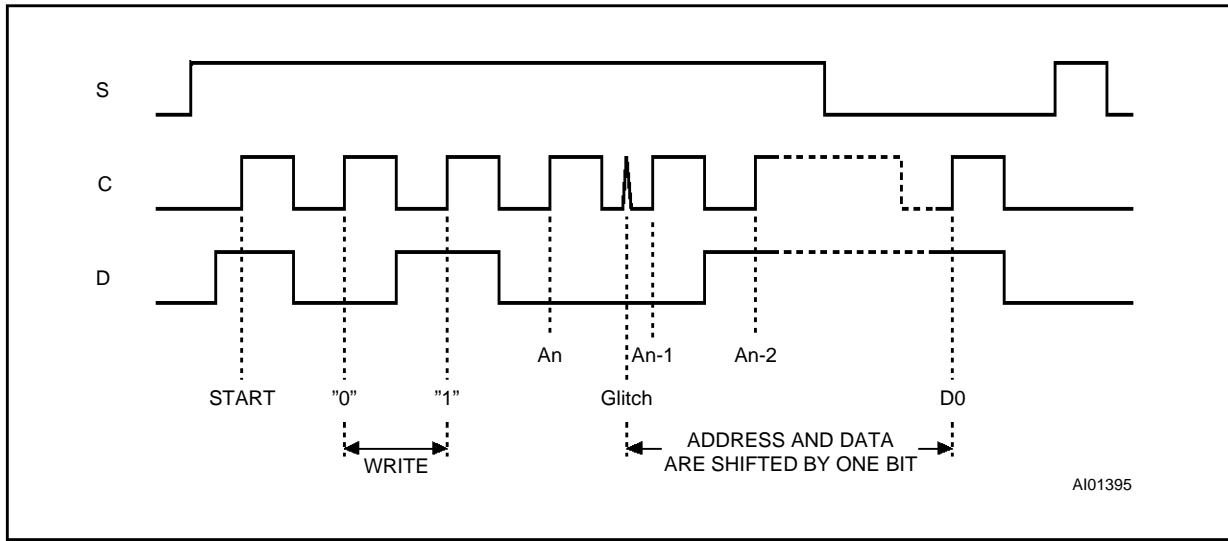 S
C
D
An
An-1
An-2
START
”0”
”1”
Glitch
D0
WRITE
ADDRESS AND DATA
ARE SHIFTED BY ONE BIT
AI01395